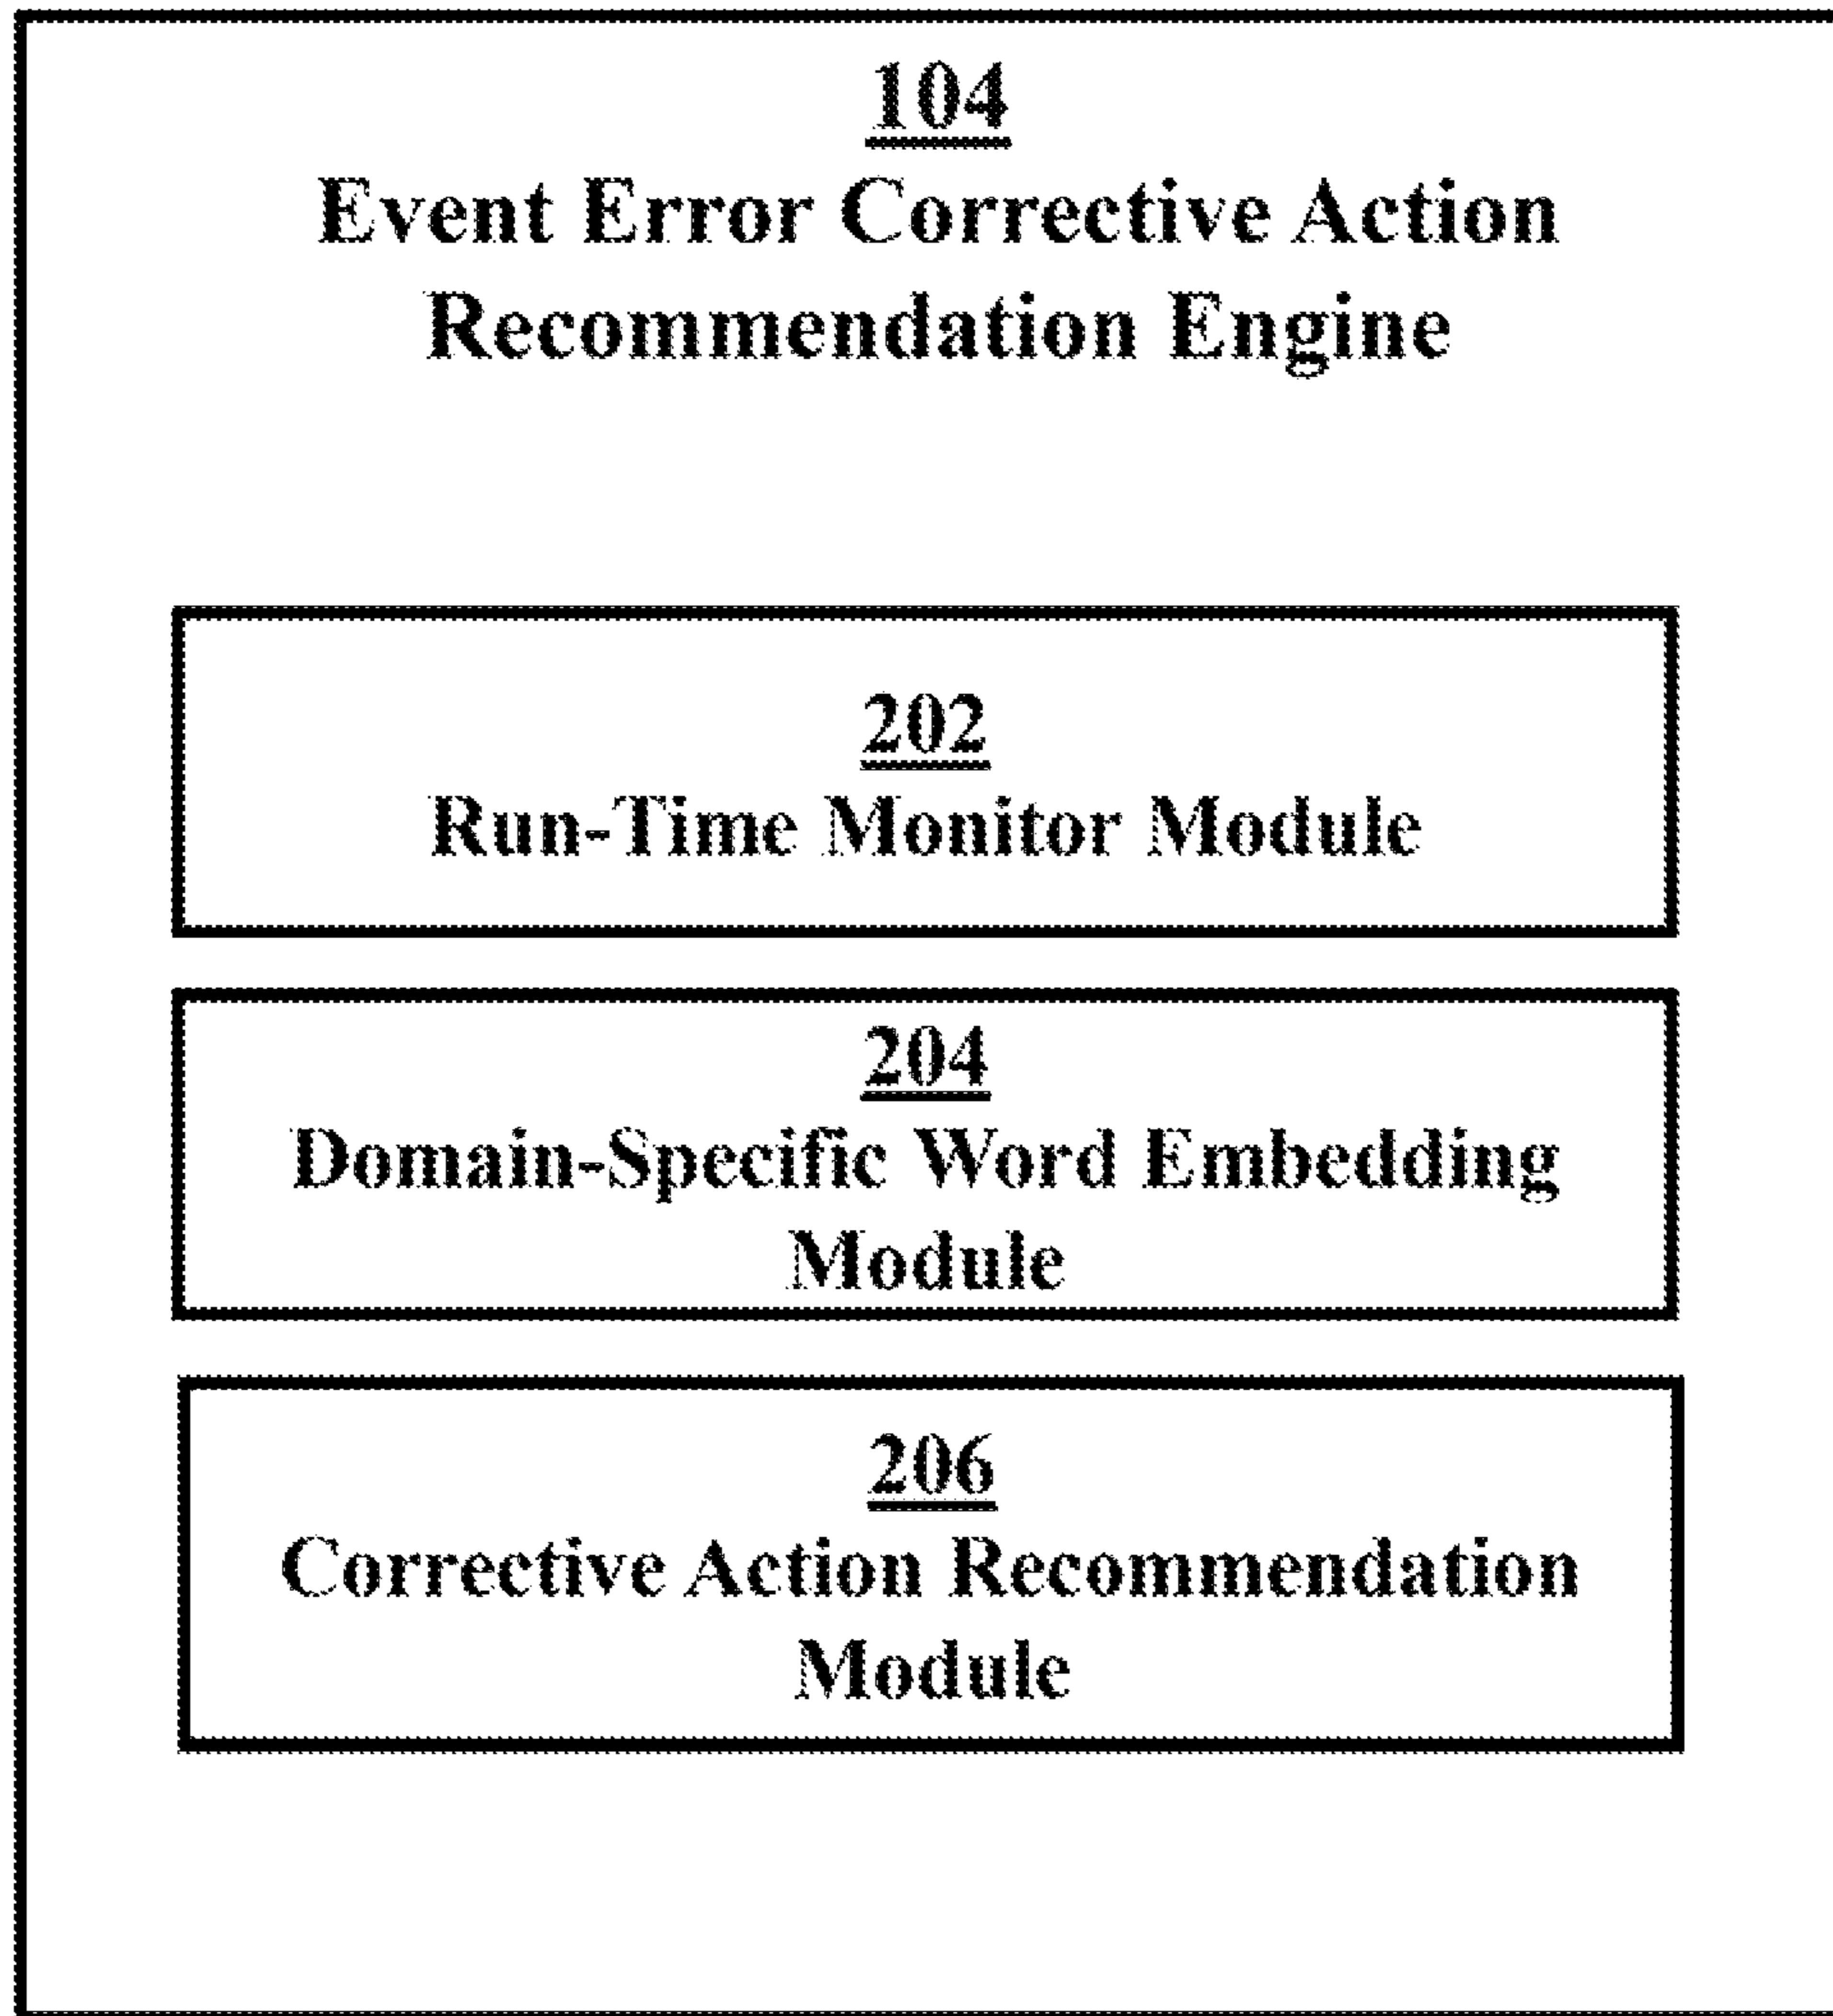 104
Event Error Corrective Action
Recommendation Engine
202
Run-Time Monitor Module
204
Domain-Specific Word Embedding
Module
206
Corrective Action Recommendation
Module